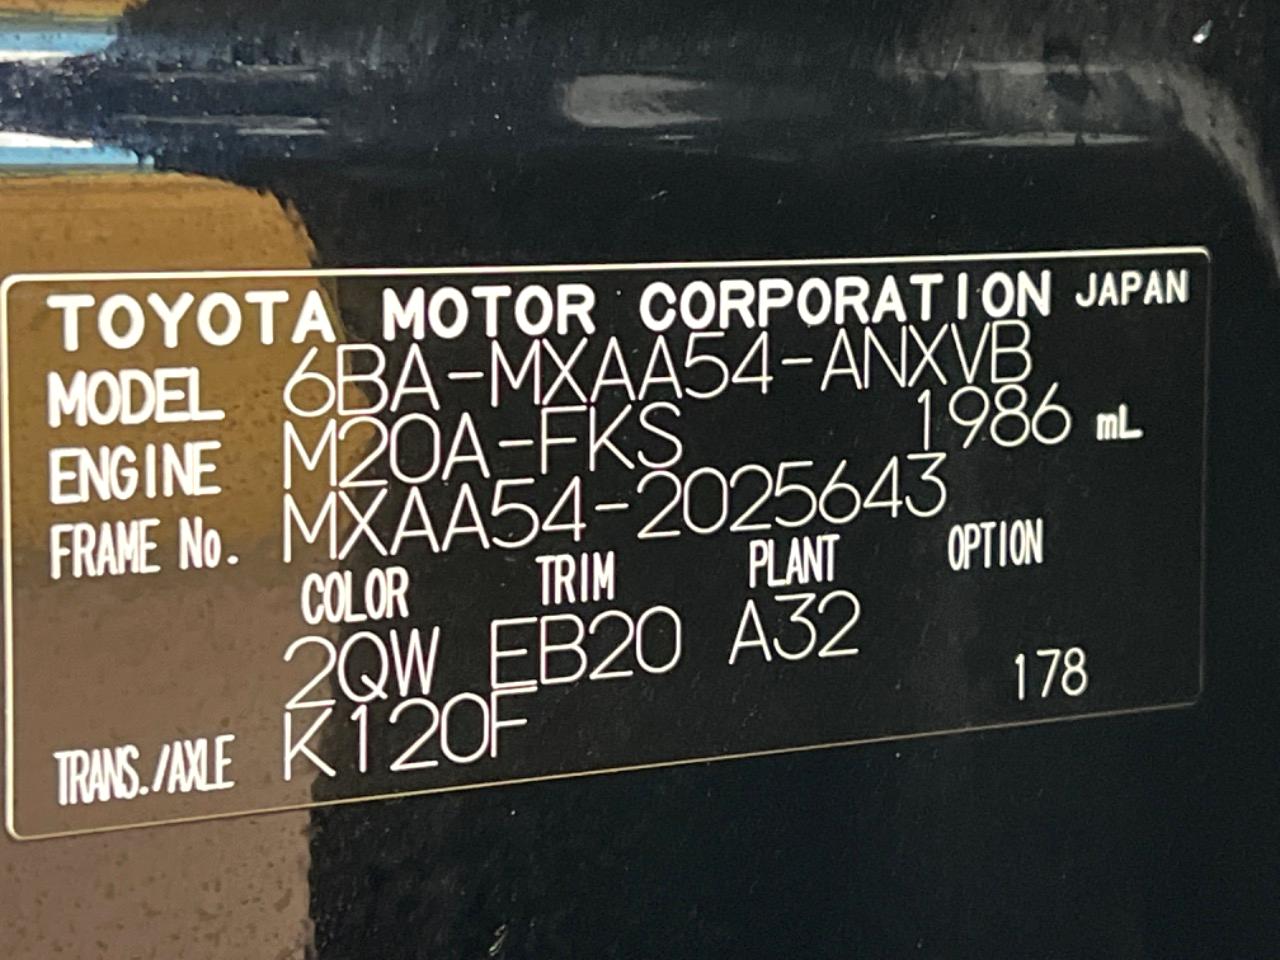 TOYOTA MOTOR CORPORATION JAPAN
MODEL 6BA-MXAA54-ANXVB
ENGINE M20A-FKS 1986 mL
FRAME No. MXAA54-2025643
COLOR TRIM PLANT OPTION
2QW EB20 A32
TRANS./AXLE K120F 178